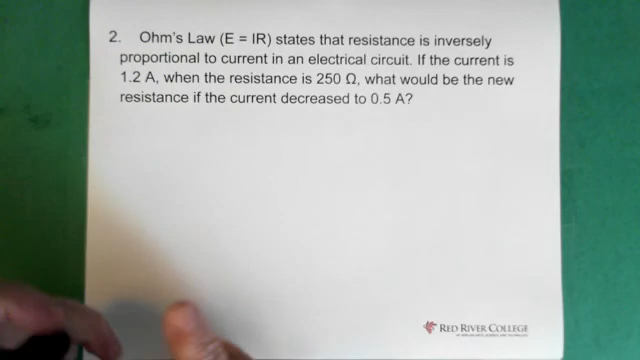 2. Ohm's Law (E = IR) states that resistance is inversely
proportional to current in an electrical circuit. If the current is
1.2 A, when the resistance is 250 Ω, what would be the new
resistance if the current decreased to 0.5 A?
RED RIVER COLLEGE